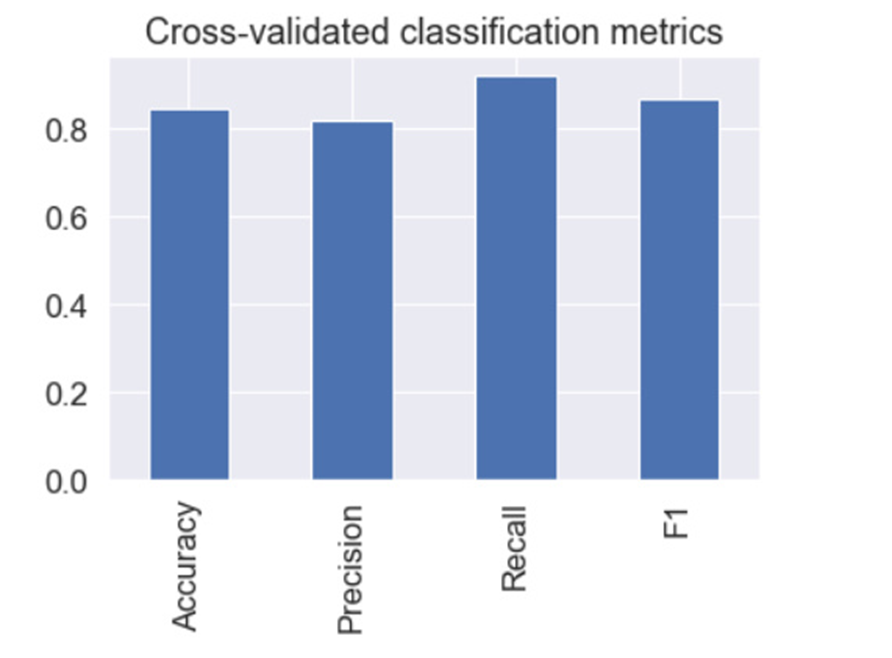 Cross-validated classification metrics
0.8
0.6
0.4
0.2
0.0
Accuracy
Precision
Recall
F1